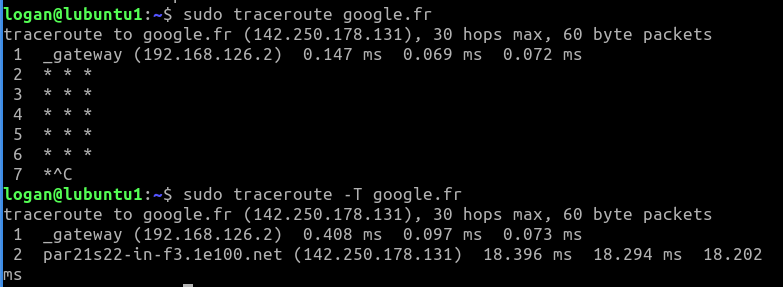 logan@lubuntu1:~$ sudo traceroute google.fr
traceroute to google.fr (142.250.178.131), 30 hops max, 60 byte packets
 1  _gateway (192.168.126.2)  0.147 ms  0.069 ms  0.072 ms
 2  * * *
 3  * * *
 4  * * *
 5  * * *
 6  * * *
 7  *^C
logan@lubuntu1:~$ sudo traceroute -T google.fr
traceroute to google.fr (142.250.178.131), 30 hops max, 60 byte packets
 1  _gateway (192.168.126.2)  0.408 ms  0.097 ms  0.073 ms
 2  par21s22-in-f3.1e100.net (142.250.178.131)  18.396 ms  18.294 ms  18.202
ms